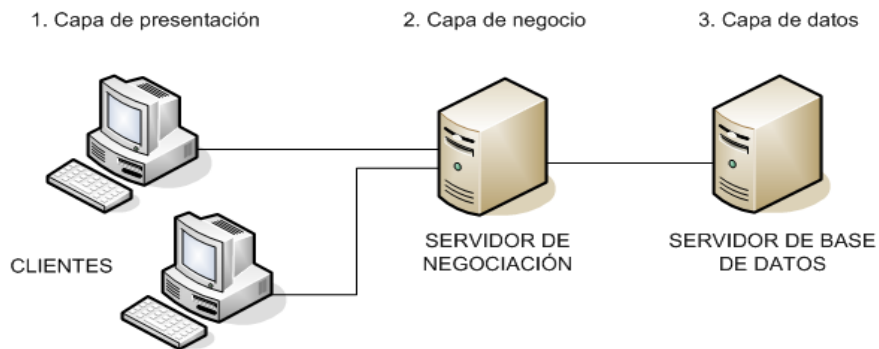 1. Capa de presentación
2. Capa de negocio
3. Capa de datos
CLIENTES
SERVIDOR DE
NEGOCIACIÓN
SERVIDOR DE BASE
DE DATOS